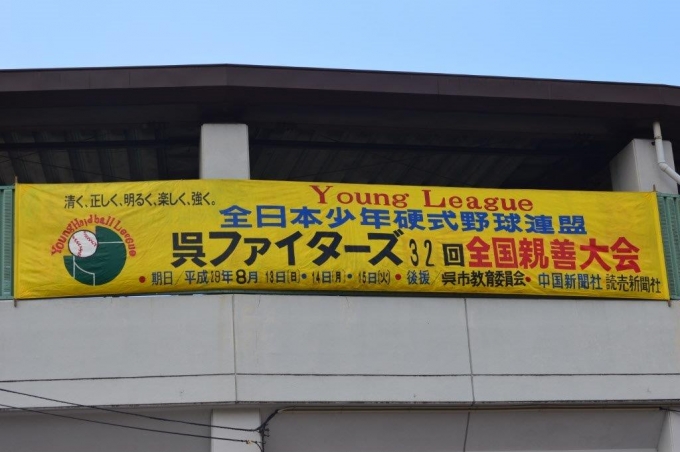 清く、正しく、明るく、楽しく、強く。
Young League
全日本少年硬式野球連盟
Young Hardball League
呉ファイターズ32回全国親善大会
・期日/平成18年8月13日(日)・14日(月)・15日(火)・後援/呉市教育委員会・中国新聞社 読売新聞社